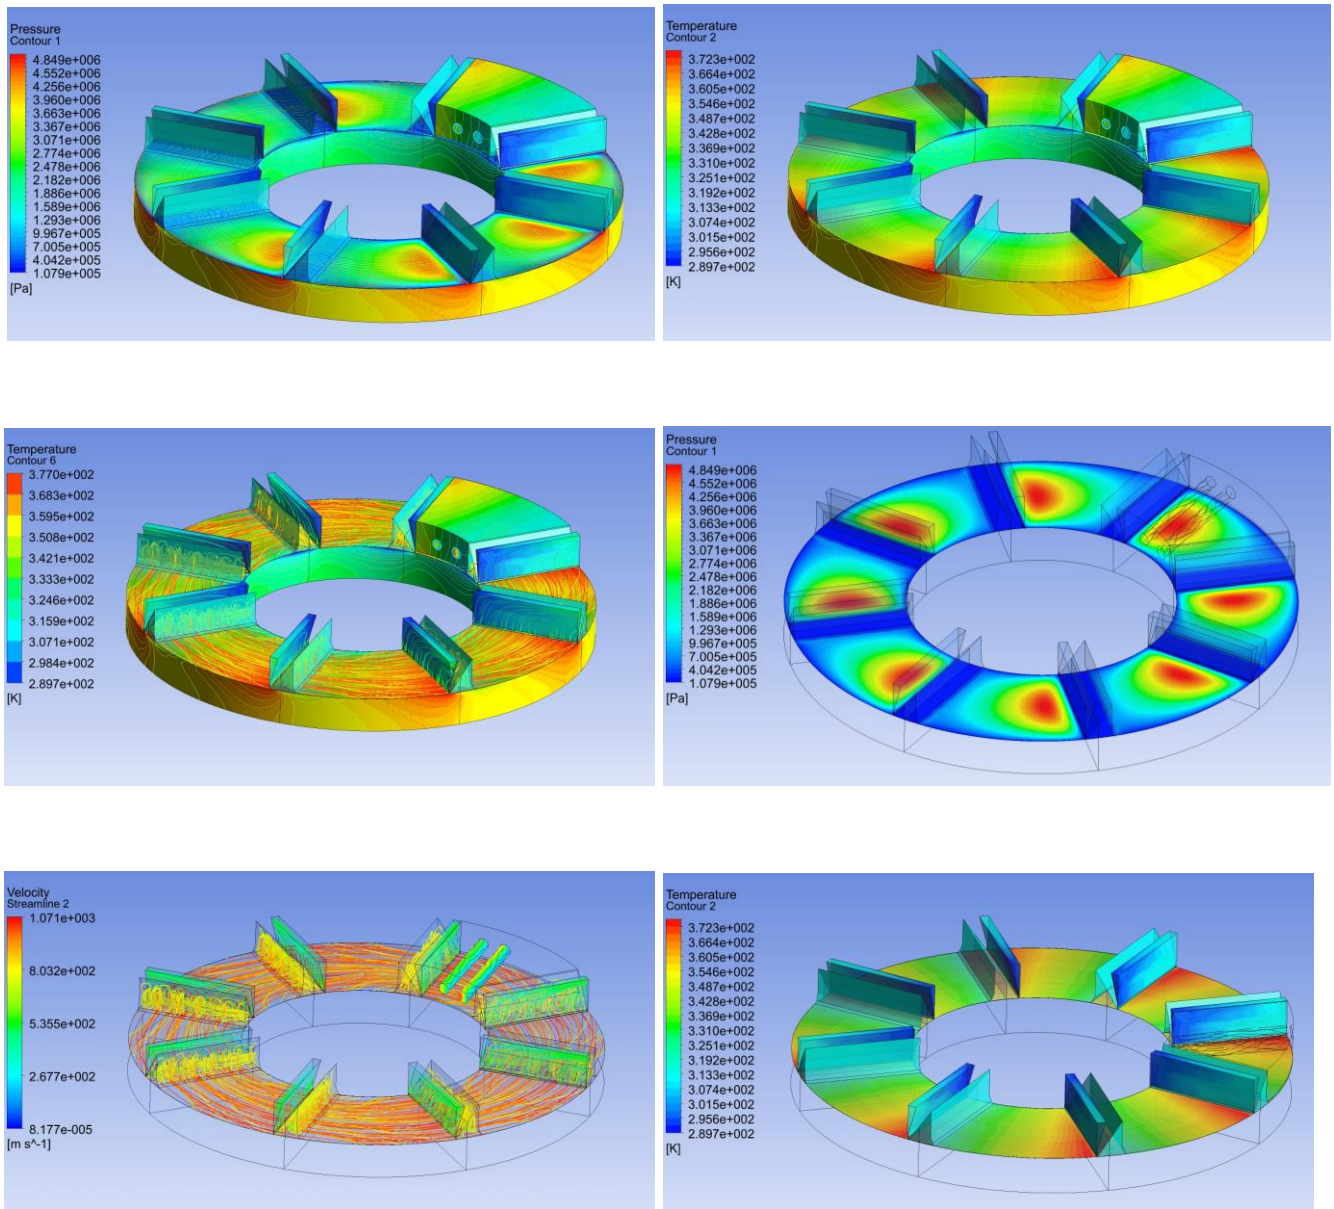 Pressure
Contour 1
4.849e+006
4.552e+006
4.256e+006
3.960e+006
3.663e+006
3.367e+006
3.071e+006
2.774e+006
2.478e+006
2.182e+006
1.886e+006
1.589e+006
1.293e+006
9.967e+005
7.005e+005
4.042e+005
1.079e+005
[Pa]
Temperature
Contour 2
3.723e+002
3.664e+002
3.605e+002
3.546e+002
3.487e+002
3.428e+002
3.369e+002
3.310e+002
3.251e+002
3.192e+002
3.133e+002
3.074e+002
3.015e+002
2.956e+002
2.897e+002
[K]
Temperature
Contour 6
3.770e+002
3.683e+002
3.595e+002
3.508e+002
3.421e+002
3.333e+002
3.246e+002
3.159e+002
3.071e+002
2.984e+002
2.897e+002
[K]
Pressure
Contour 1
4.849e+006
4.552e+006
4.256e+006
3.960e+006
3.663e+006
3.367e+006
3.071e+006
2.774e+006
2.478e+006
2.182e+006
1.886e+006
1.589e+006
1.293e+006
9.967e+005
7.005e+005
4.042e+005
1.079e+005
[Pa]
Velocity
Streamline 2
1.071e+003
8.032e+002
5.355e+002
2.677e+002
8.177e-005
[m s^-1]
Temperature
Contour 2
3.723e+002
3.664e+002
3.605e+002
3.546e+002
3.487e+002
3.428e+002
3.369e+002
3.310e+002
3.251e+002
3.192e+002
3.133e+002
3.074e+002
3.015e+002
2.956e+002
2.897e+002
[K]